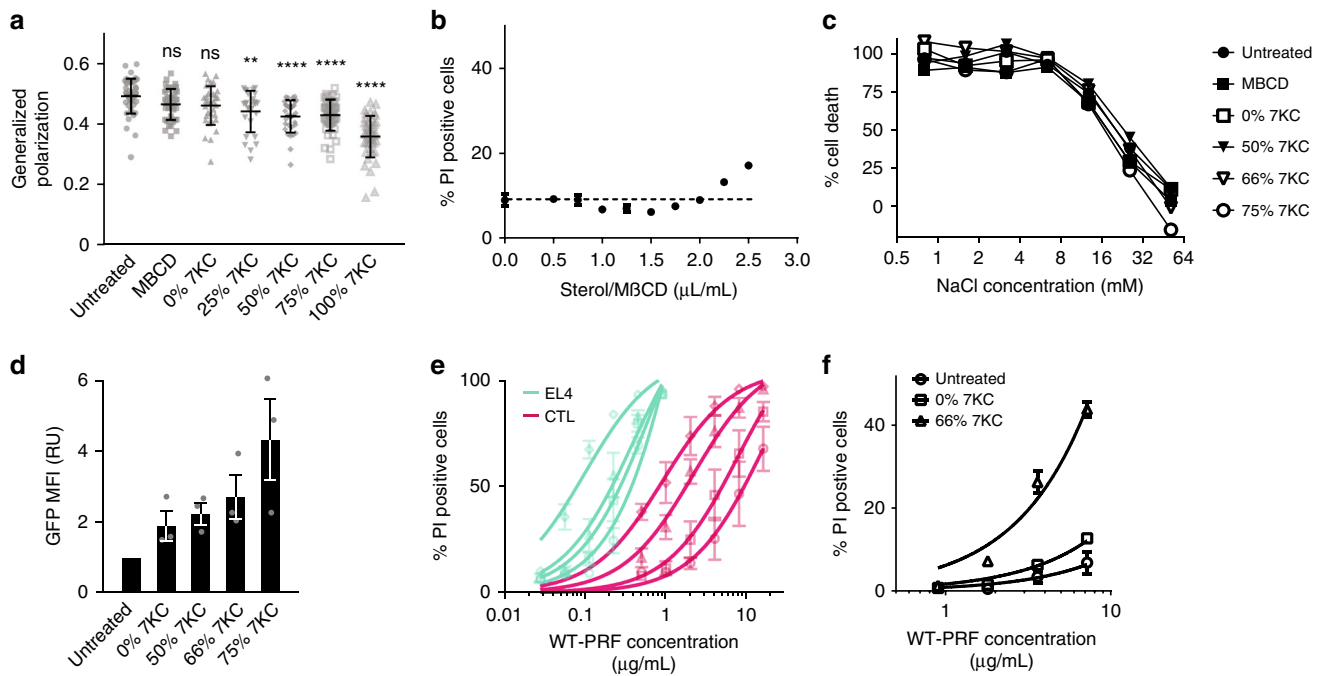 a
Generalized polarization
0.6
0.4
0.2
0
ns
ns
**
****
****
****
Untreated
MBCD
0% 7KC
25% 7KC
50% 7KC
75% 7KC
100% 7KC
b
% PI positive cells
40
20
0
0.0 0.5 1.0 1.5 2.0 2.5 3.0
Sterol/MßCD (µL/mL)
c
% cell death
100
75
50
25
0
0.5 1 2 4 8 16 32 64
NaCl concentration (mM)
Untreated
MBCD
0% 7KC
50% 7KC
66% 7KC
75% 7KC
d
GFP MFI (RU)
6
4
2
0
Untreated
0% 7KC
50% 7KC
66% 7KC
75% 7KC
e
% PI positive cells
100
50
0
EL4
CTL
0.01 0.1 1 10
WT-PRF concentration
(µg/mL)
f
% PI postive cells
40
20
0
Untreated
0% 7KC
66% 7KC
1 10
WT-PRF concentration
(µg/mL)